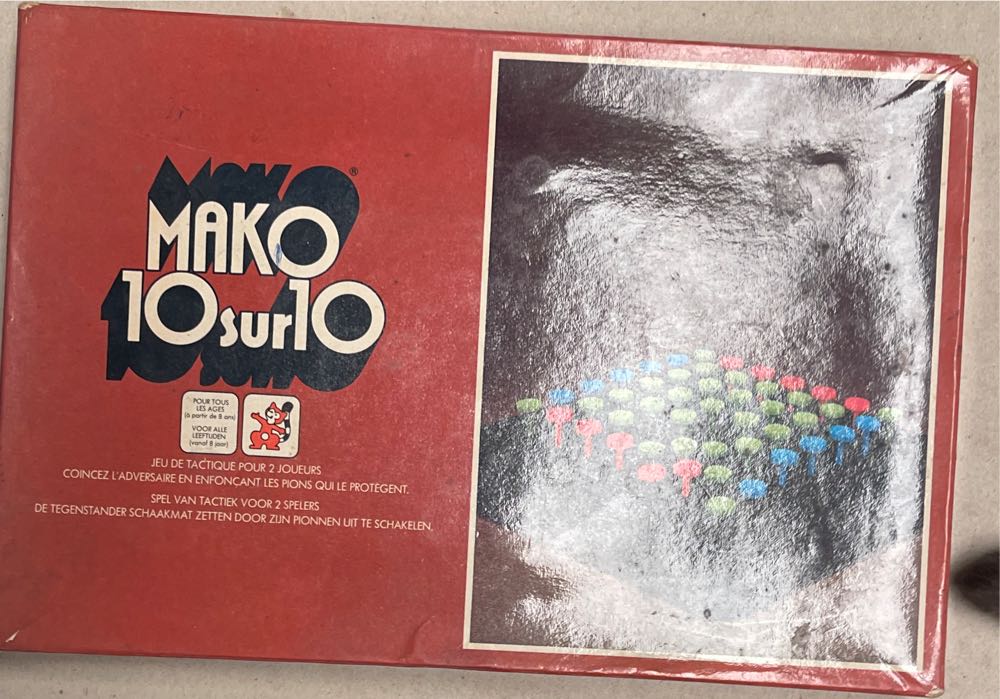 MAKO®
10 sur 10
POUR TOUS
LES AGES
(à partir de 8 ans)
VOOR ALLE
LEEFTIJDEN
(vanaf 8 jaar)
JEU DE TACTIQUE POUR 2 JOUEURS
COINCEZ L'ADVERSAIRE EN ENFONÇANT LES PIONS QUI LE PROTEGENT.
SPEL VAN TACTIEK VOOR 2 SPELERS
DE TEGENSTANDER SCHAAKMAT ZETTEN DOOR ZIJN PIONNEN UIT TE SCHAKELEN.